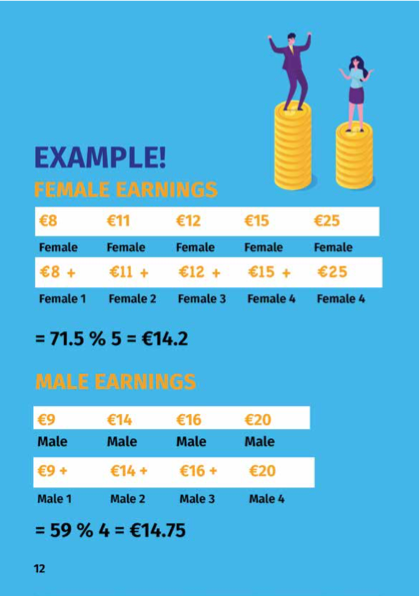 EXAMPLE!
FEMALE EARNINGS
€8 €11 €12 €15 €25
Female Female Female Female Female
€8 + €11 + €12 + €15 + €25
Female 1 Female 2 Female 3 Female 4 Female 4
= 71.5 % 5 = €14.2
MALE EARNINGS
€9 €14 €16 €20
Male Male Male Male
€9 + €14 + €16 + €20
Male 1 Male 2 Male 3 Male 4
= 59 % 4 = €14.75
12